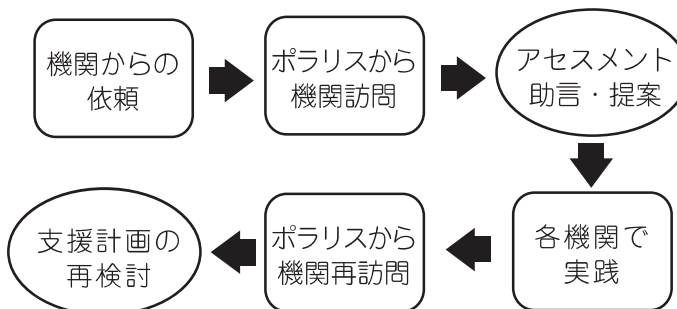 機関からの
依頼
ポラリスから
機関訪問
アセスメント
助言・提案
各機関で
実践
ポラリスから
機関再訪問
支援計画の
再検討